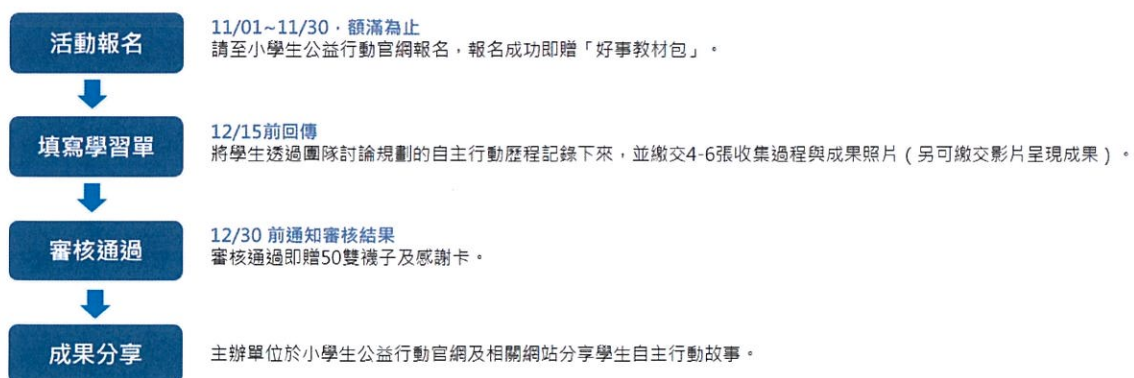 活動報名
11/01~11/30，額滿為止
請至小學生公益行動官網報名，報名成功即贈「好事教材包」。
填寫學習單
12/15前回傳
將學生透過團隊討論規劃的自主行動歷程記錄下來，並繳交4-6張收集過程與成果照片（另可繳交影片呈現成果）。
審核通過
12/30 前通知審核結果
審核通過即贈50雙襪子及感謝卡。
成果分享
主辦單位於小學生公益行動官網及相關網站分享學生自主行動故事。